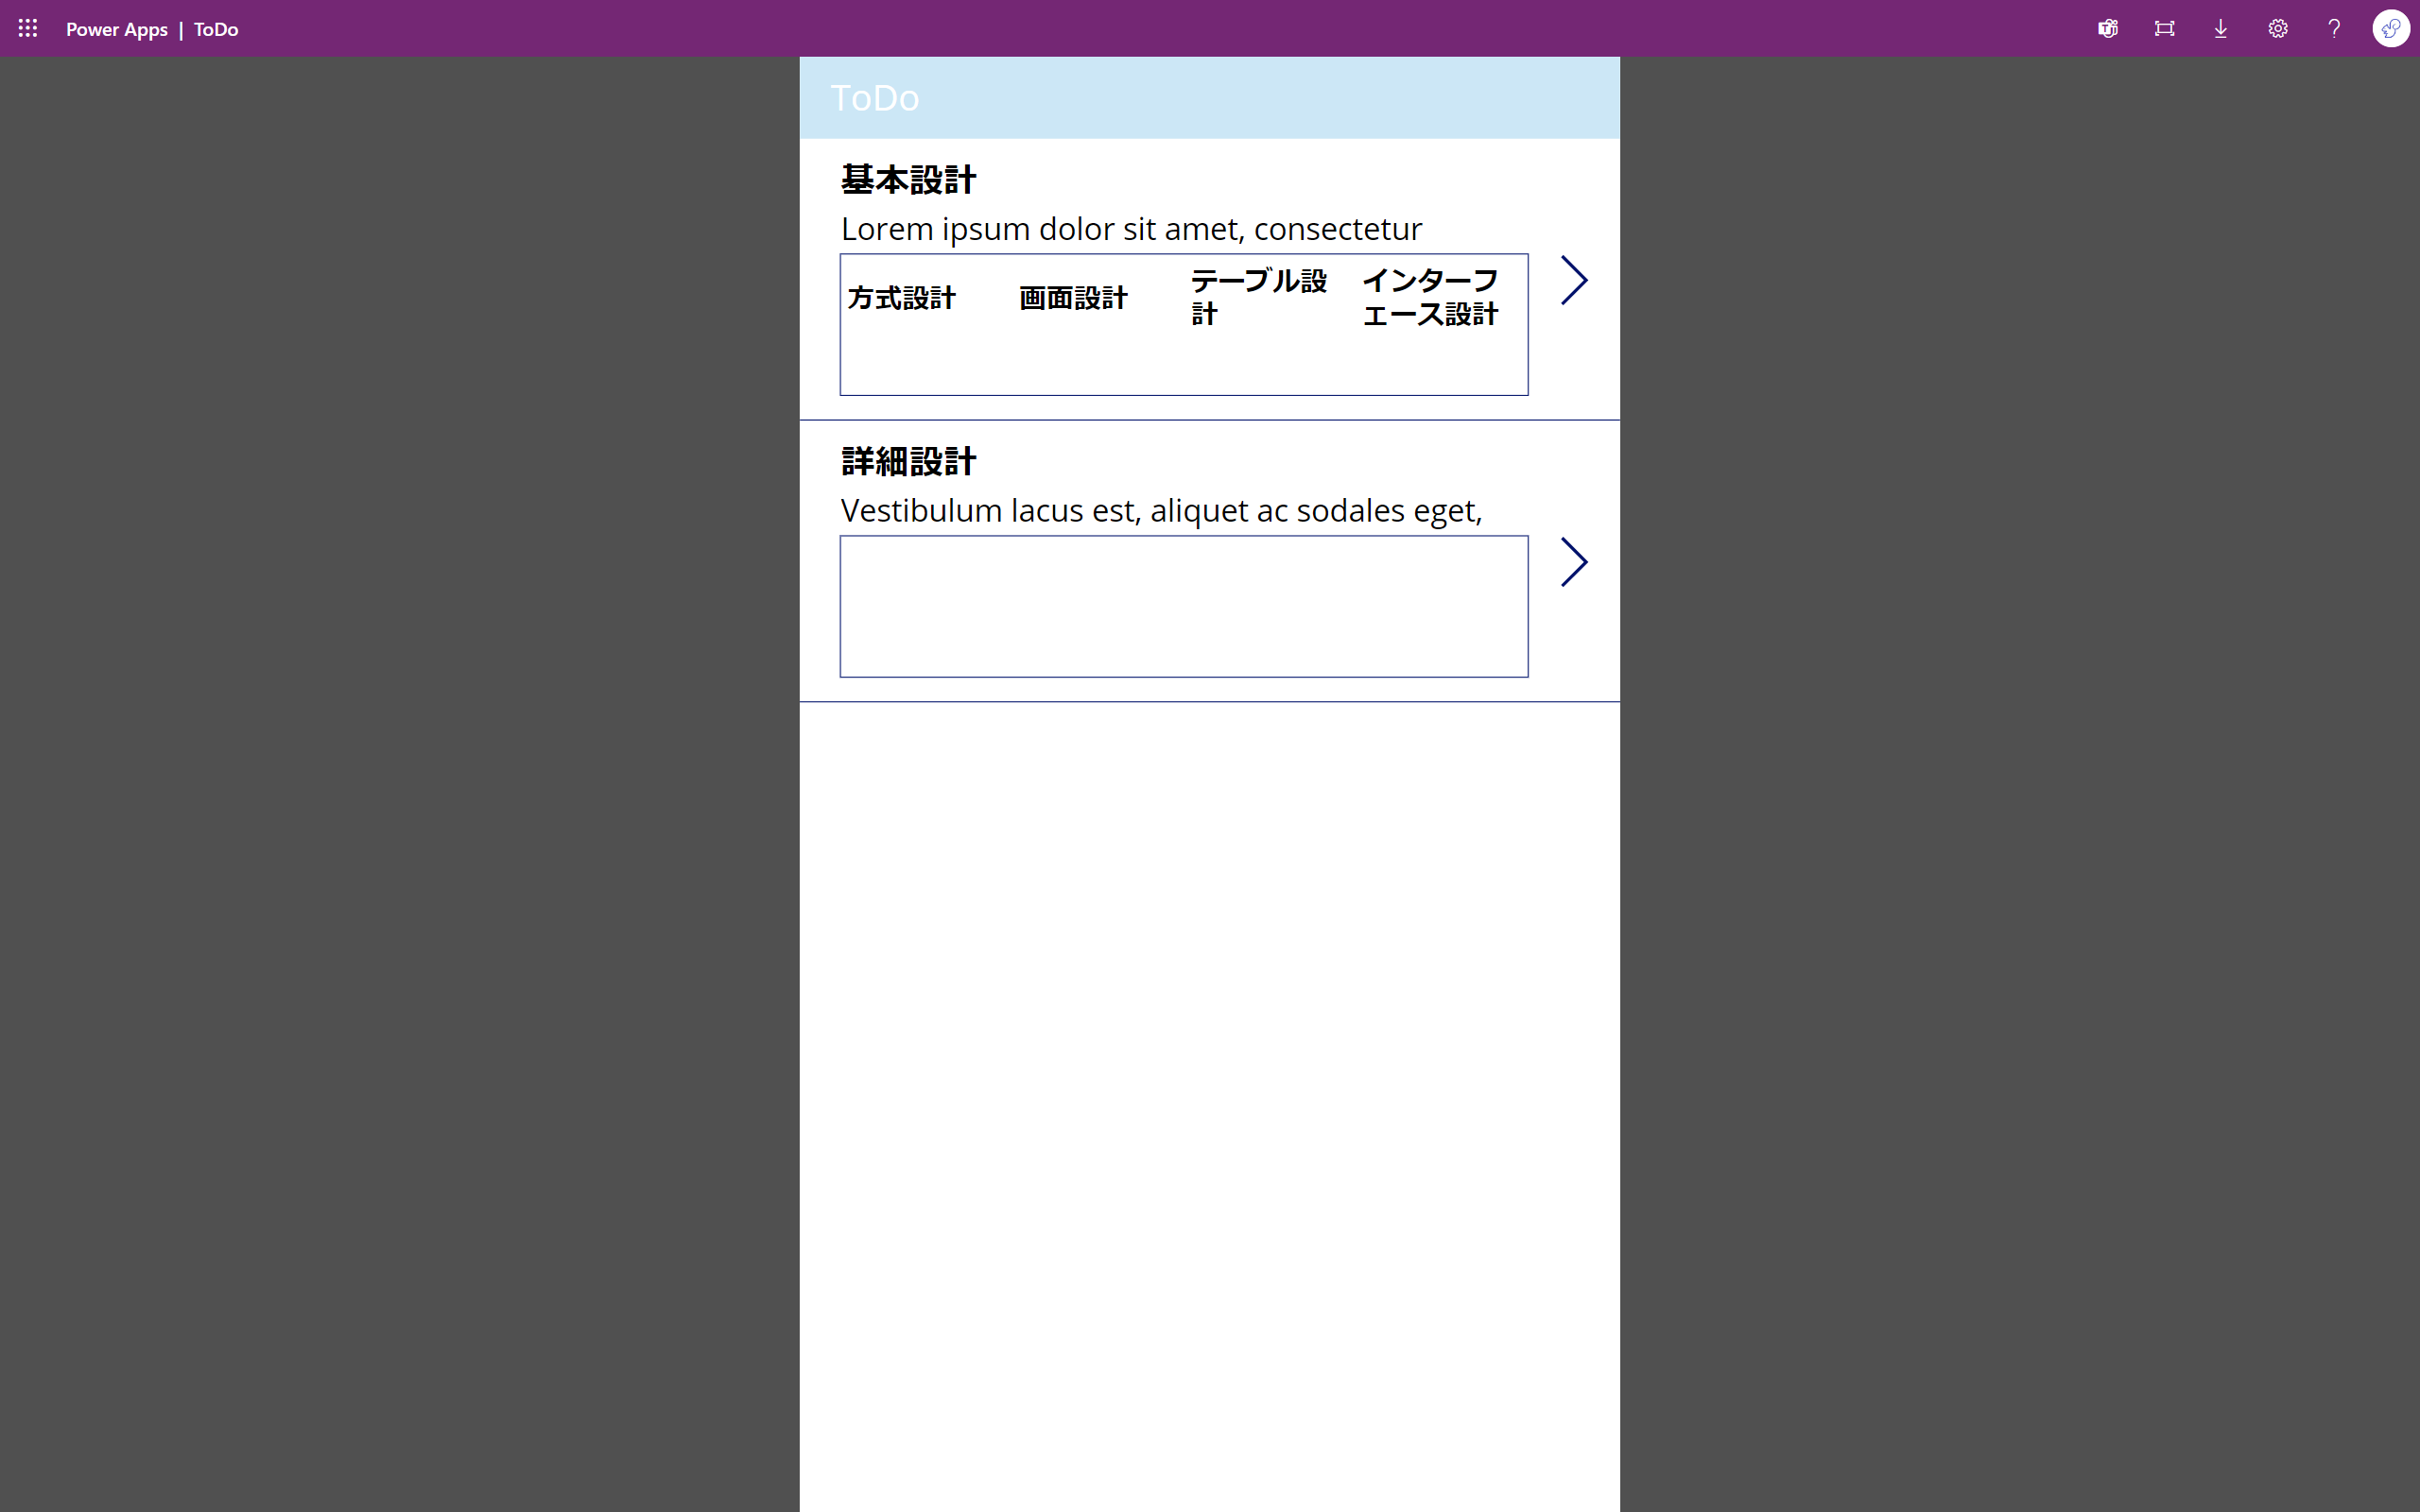 Power Apps | ToDo
ToDo
基本設計
Lorem ipsum dolor sit amet, consectetur
方式設計
画面設計
テーブル設
計
インターフ
ェース設計
詳細設計
Vestibulum lacus est, aliquet ac sodales eget,